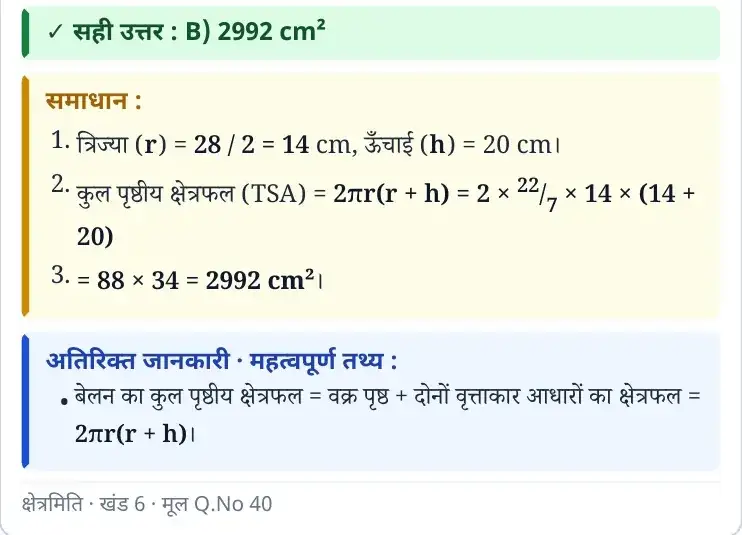 ✓ सही उत्तर : B) 2992 cm²
समाधान :
1. त्रिज्या (r) = 28 / 2 = 14 cm, ऊँचाई (h) = 20 cm।
2. कुल पृष्ठीय क्षेत्रफल (TSA) = 2πr(r + h) = 2 × ²²/₇ × 14 × (14 +
20)
3. = 88 × 34 = 2992 cm²।
अतिरिक्त जानकारी · महत्वपूर्ण तथ्य :
• बेलन का कुल पृष्ठीय क्षेत्रफल = वक्र पृष्ठ + दोनों वृत्ताकार आधारों का क्षेत्रफल =
2πr(r + h)।
क्षेत्रमिति · खंड 6 · मूल Q.No 40